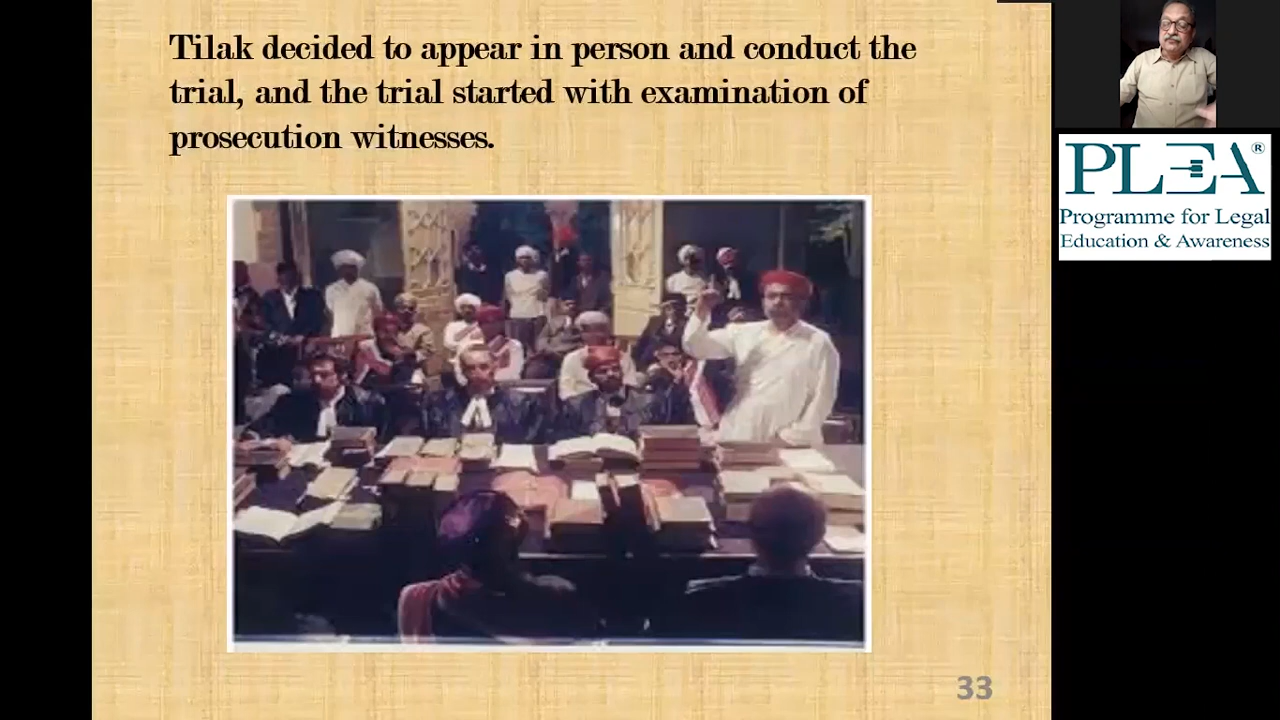 Tilak decided to appear in person and conduct the
trial, and the trial started with examination of
prosecution witnesses.
33
PLEA®
Programme for Legal
Education & Awareness